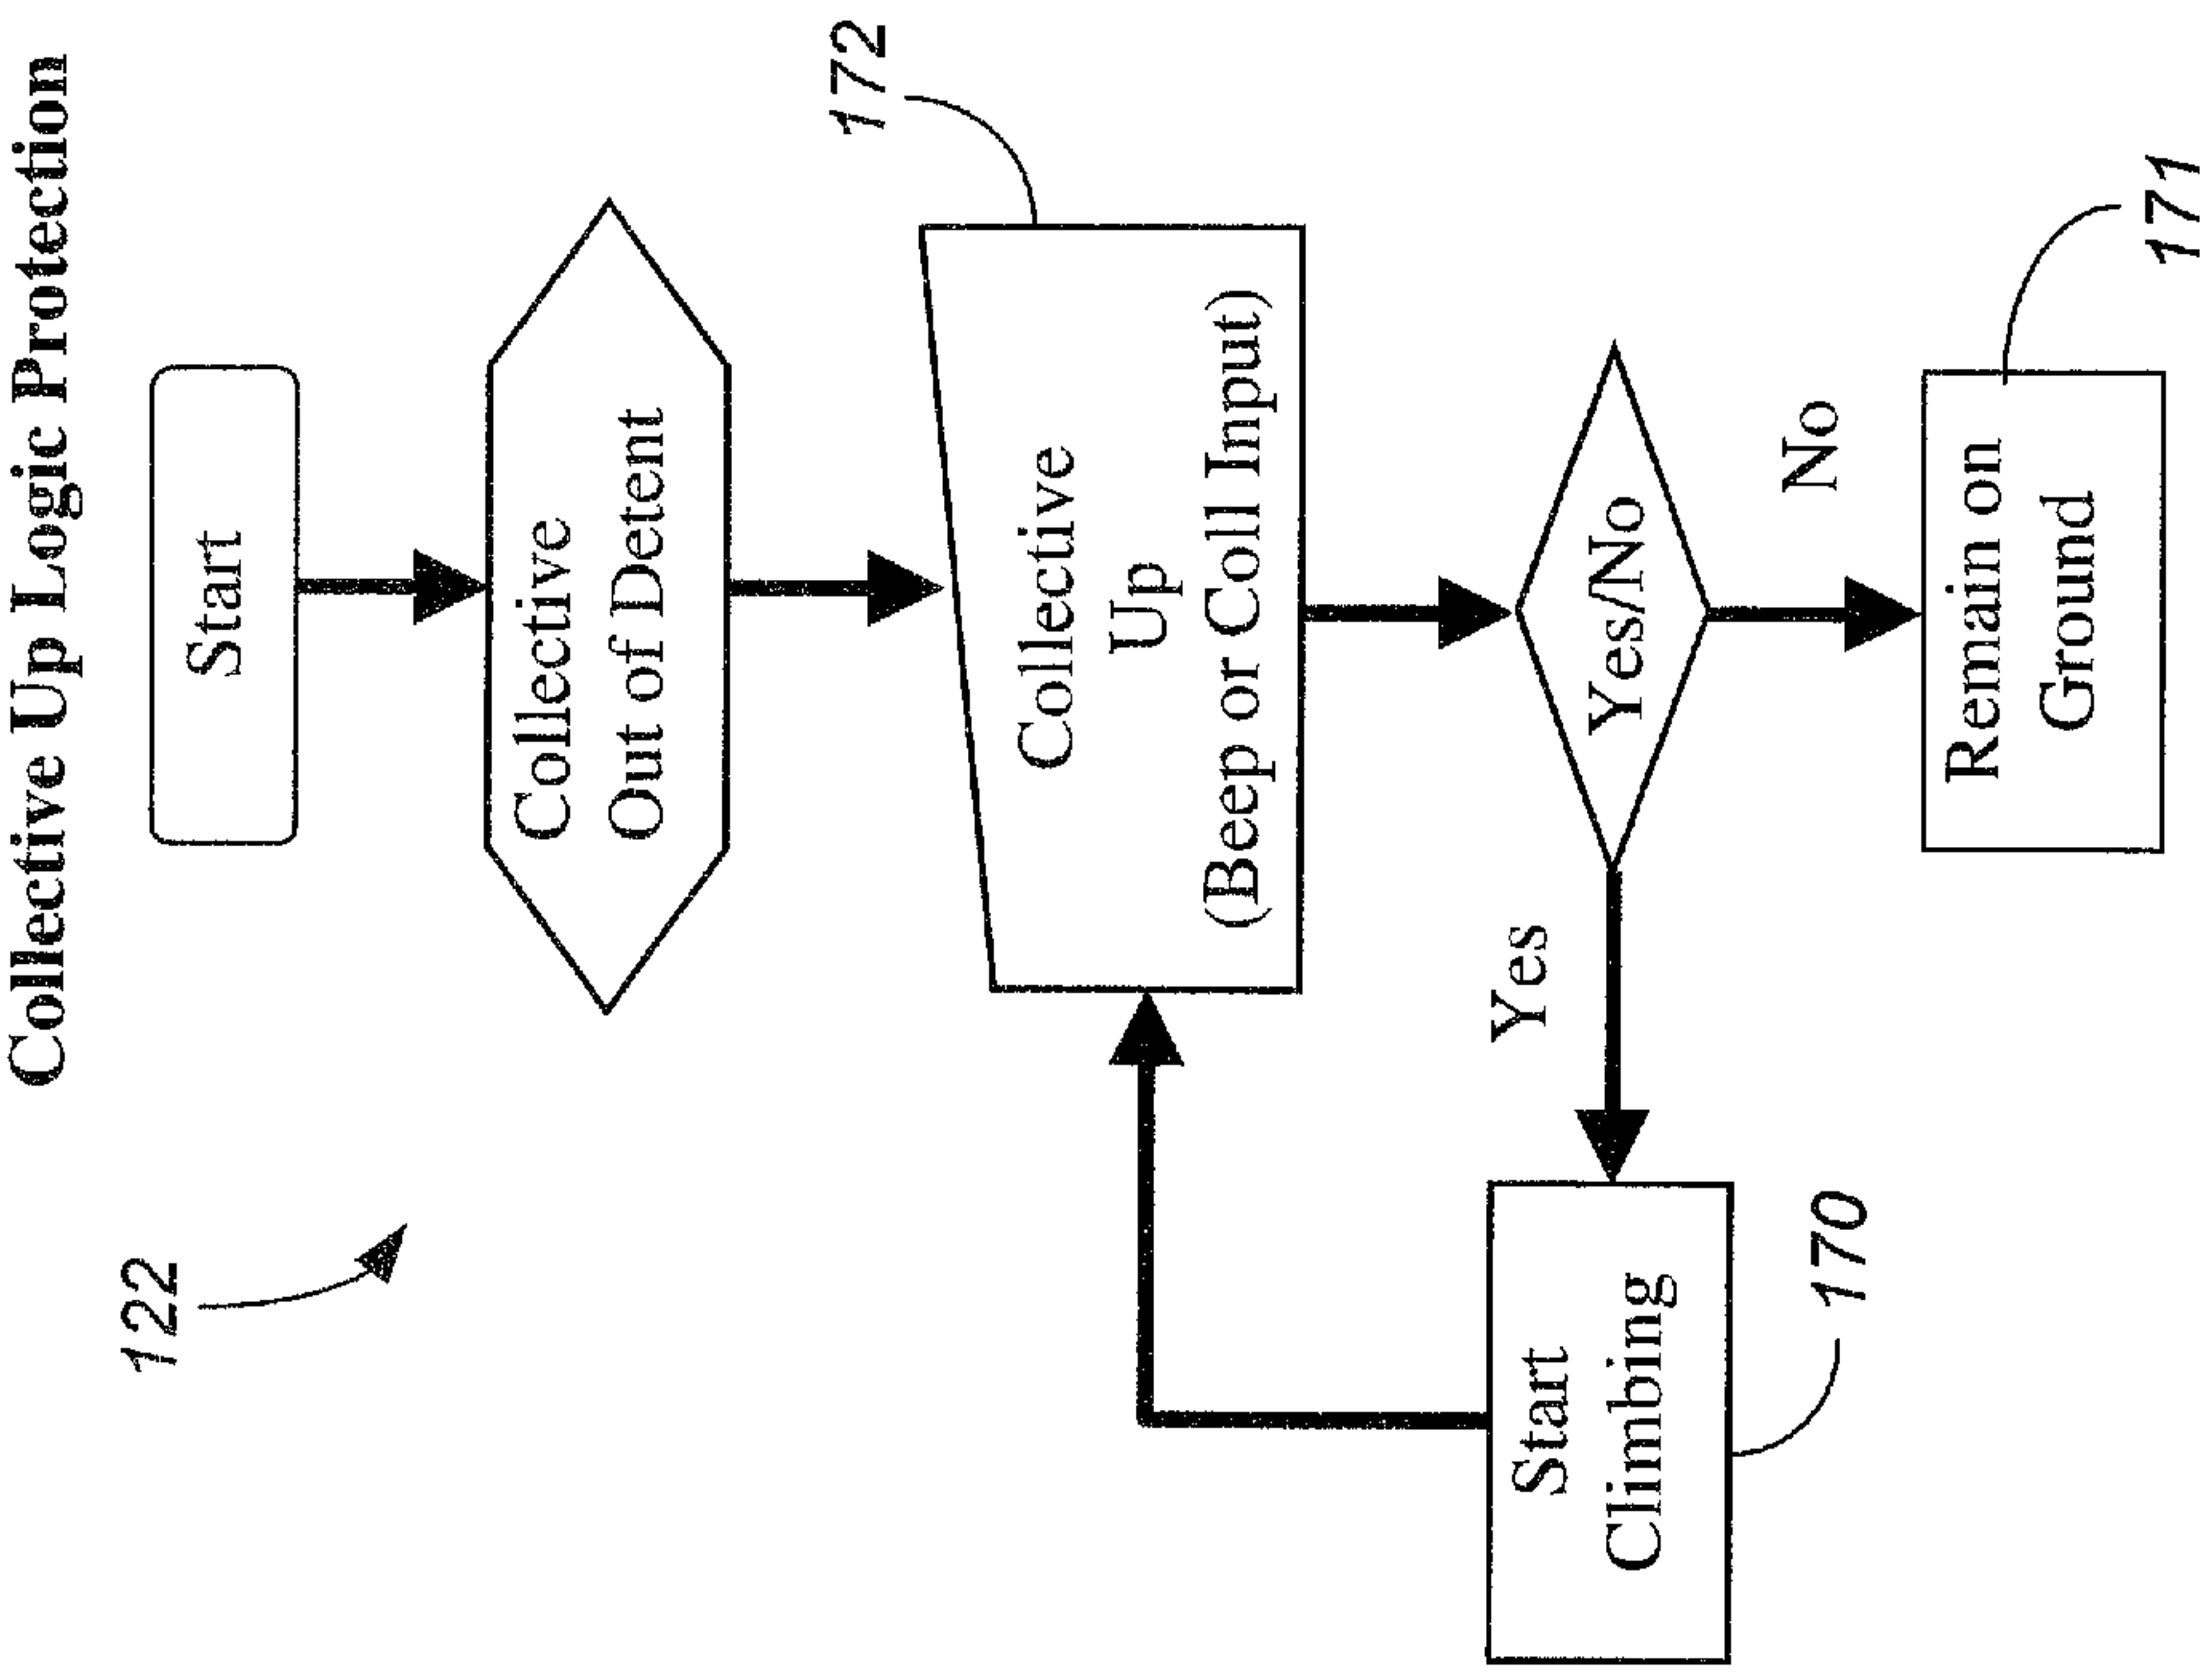 Collective Up Logic Protection
122
Start
Collective
Out of Detent
172
Collective
Up
(Beep or Coll Input)
Yes/No
Yes
No
Start
Climbing
170
Remain on
Ground
171